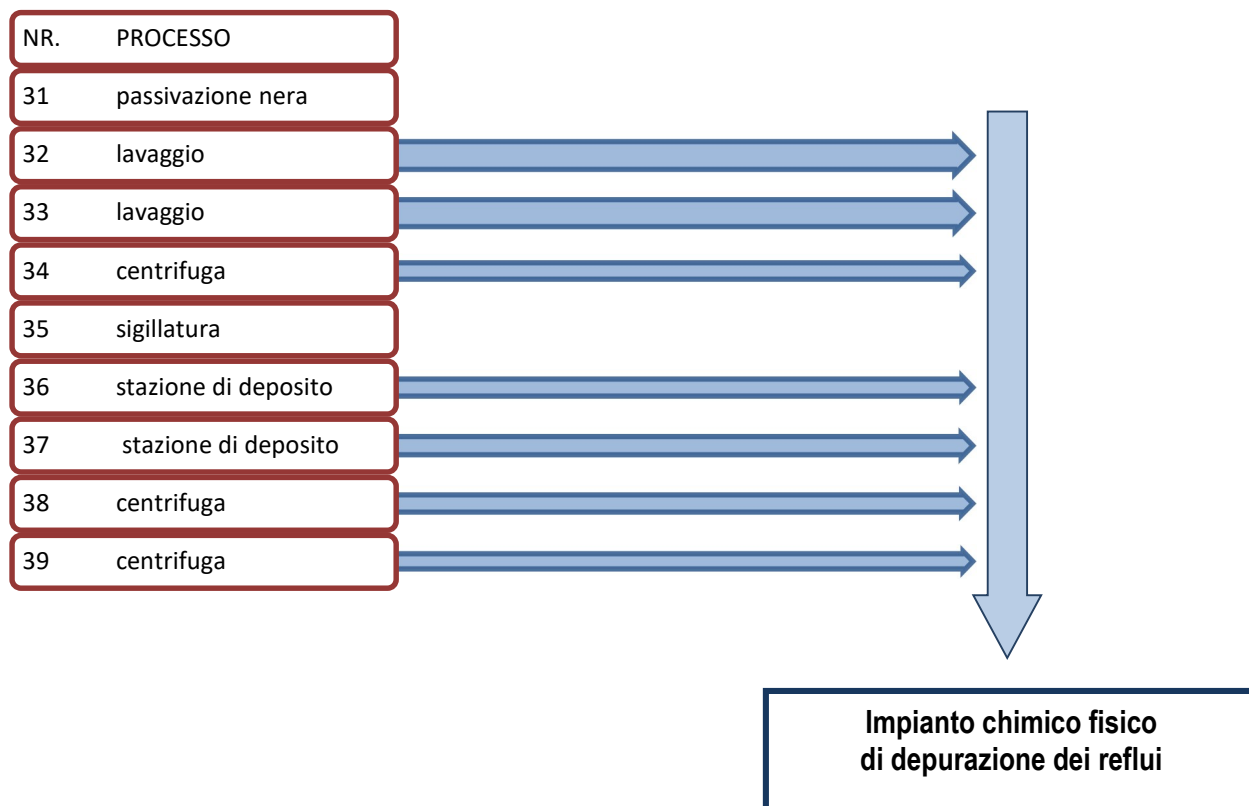 NR. PROCESSO
31 passivazione nera
32 lavaggio
33 lavaggio
34 centrifuga
35 sigillatura
36 stazione di deposito
37 stazione di deposito
38 centrifuga
39 centrifuga
Impianto chimico fisico
di depurazione dei reflui